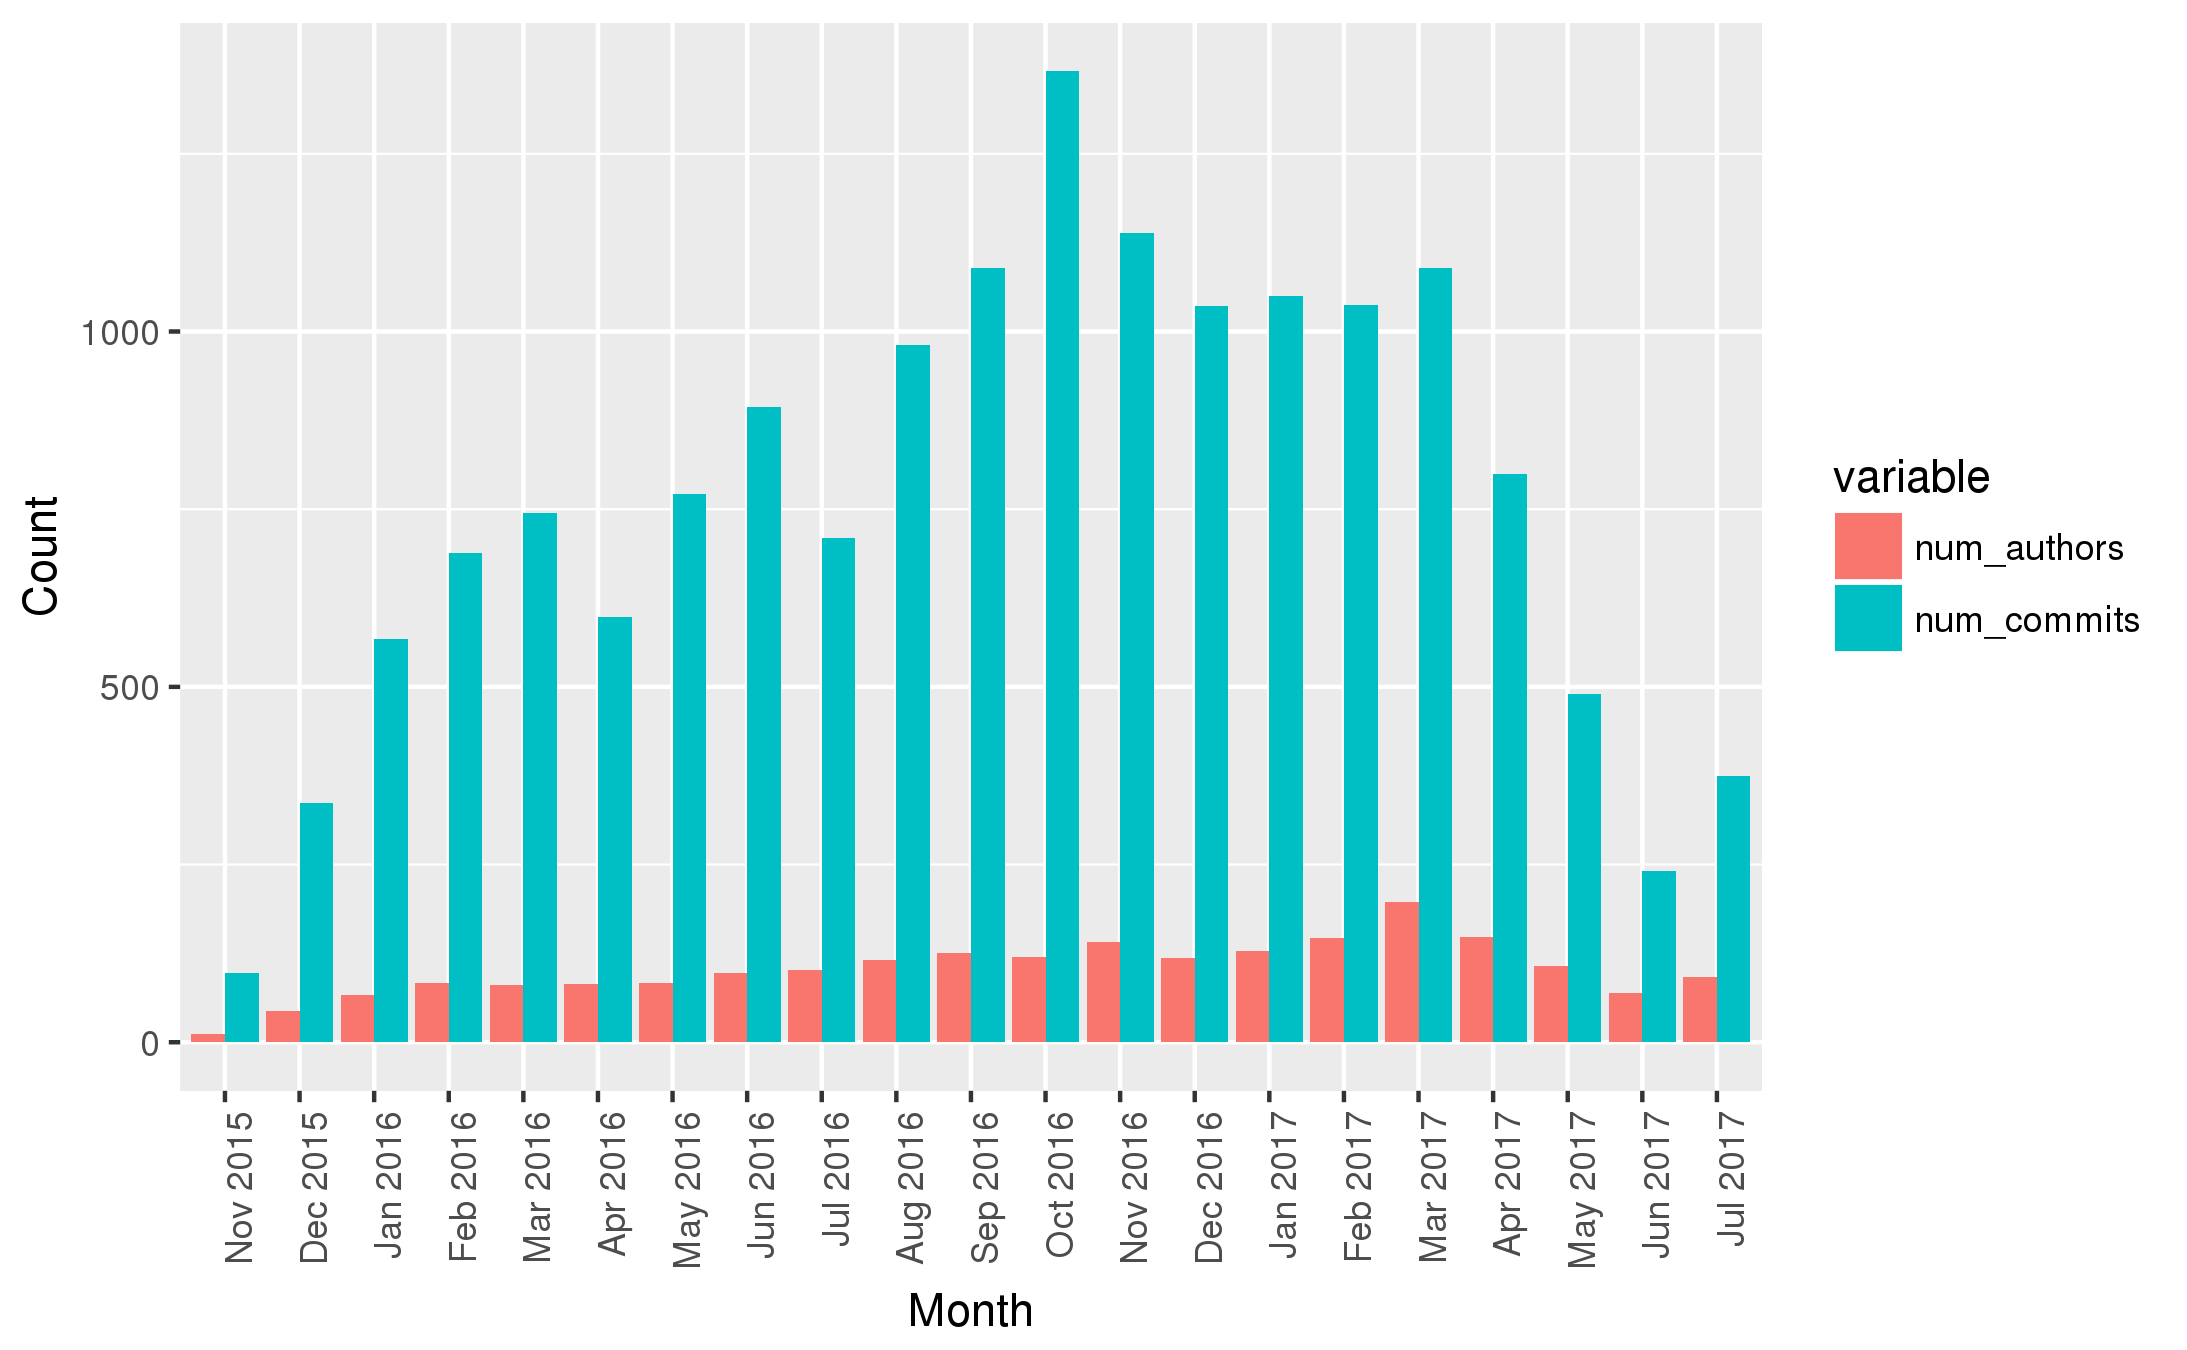 Count
1000
500
0
Nov 2015
Dec 2015
Jan 2016
Feb 2016
Mar 2016
Apr 2016
May 2016
Jun 2016
Jul 2016
Aug 2016
Sep 2016
Oct 2016
Nov 2016
Dec 2016
Jan 2017
Feb 2017
Mar 2017
Apr 2017
May 2017
Jun 2017
Jul 2017
Month
variable
num_authors
num_commits